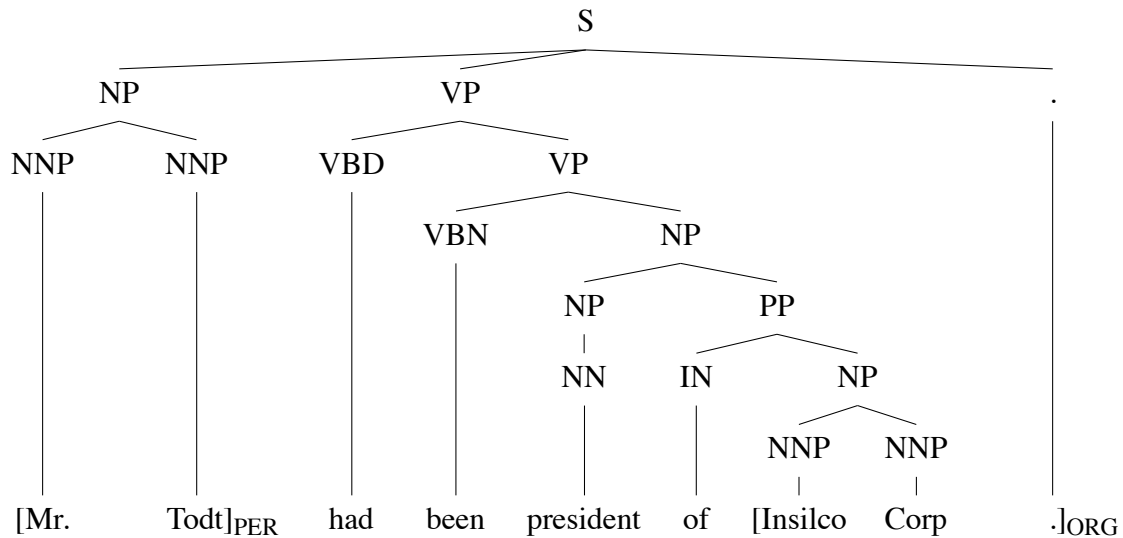 S
NP VP .
NNP NNP VBD VP
VBN NP
NP PP
NN IN NP
NNP NNP
[Mr. Todt]PER had been president of [Insilco Corp .]ORG